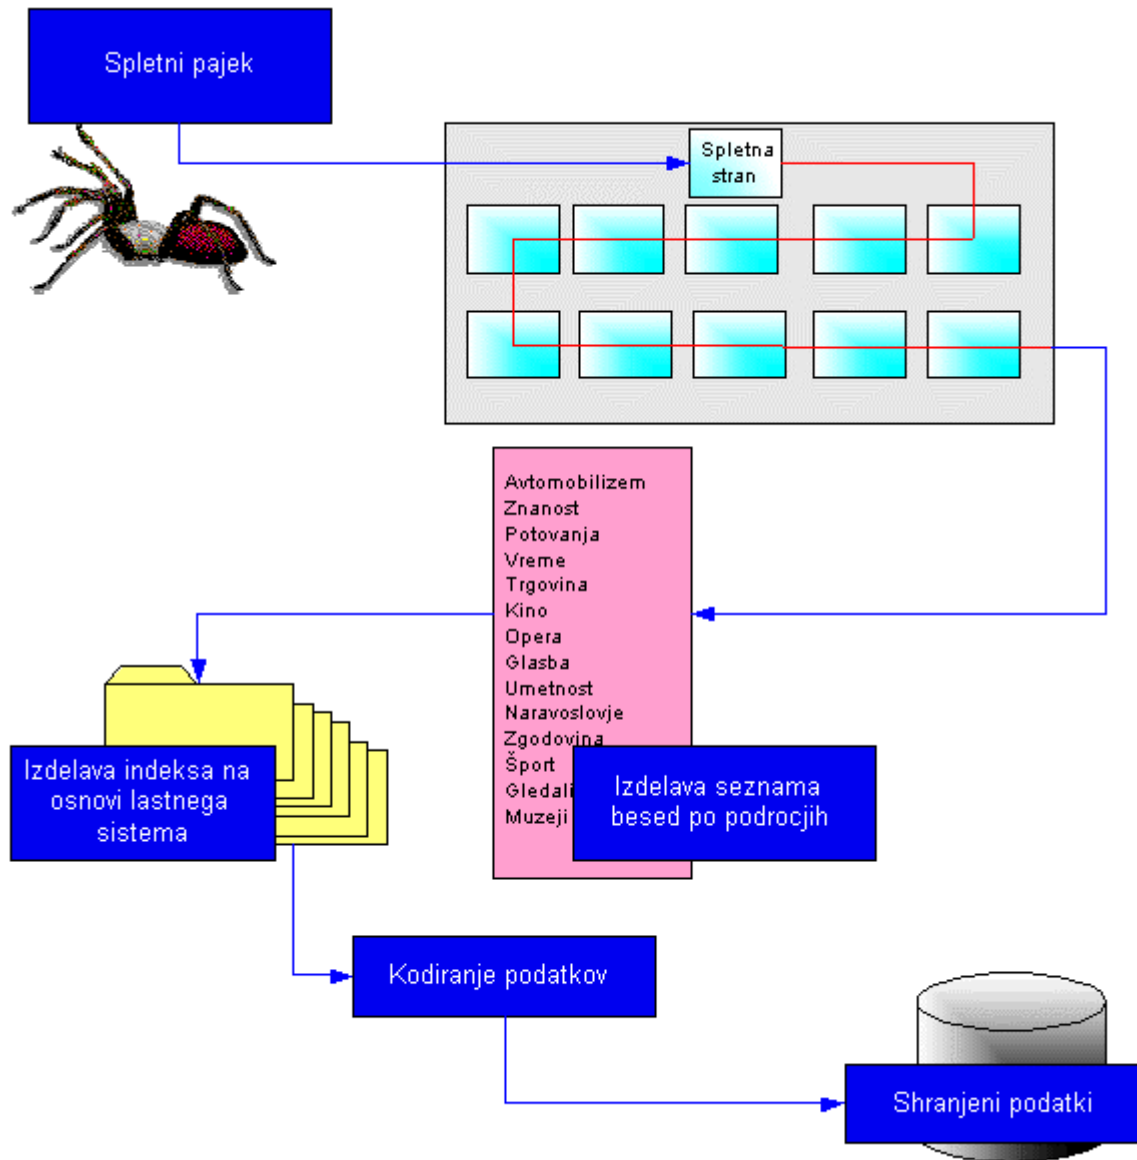 Spletni pajek
Spletna
stran
Avtomobilizem
Znanost
Potovanja
Vreme
Trgovina
Kino
Opera
Glasba
Umetnost
Naravoslovje
Zgodovina
Šport
Gledali
Muzeji
Izdelava seznama
besed po podrocjih
Izdelava indeksa na
osnovi lastnega
sistema
Kodiranje podatkov
Shranjeni podatki